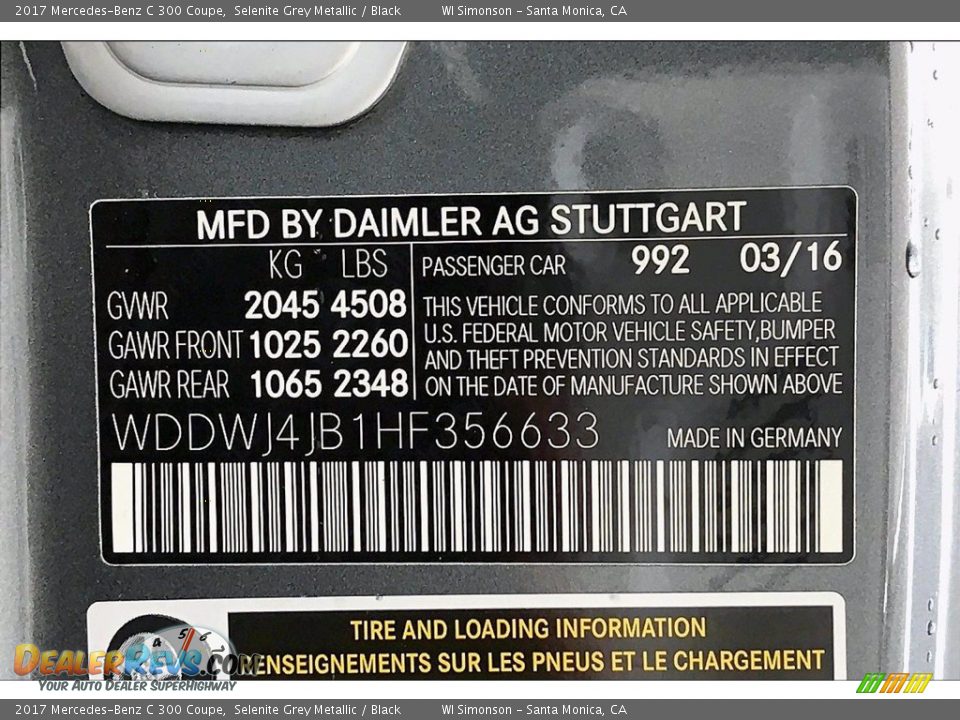 2017 Mercedes-Benz C 300 Coupe, Selenite Grey Metallic / Black WI Simonson - Santa Monica, CA
MFD BY DAIMLER AG STUTTGART
KG LBS
GVWR 2045 4508
GAWR FRONT 1025 2260
GAWR REAR 1065 2348
PASSENGER CAR 992 03/16
THIS VEHICLE CONFORMS TO ALL APPLICABLE
U.S. FEDERAL MOTOR VEHICLE SAFETY,BUMPER
AND THEFT PREVENTION STANDARDS IN EFFECT
ON THE DATE OF MANUFACTURE SHOWN ABOVE
WDDWJ4JB1HF356633 MADE IN GERMANY
TIRE AND LOADING INFORMATION
ENSEIGNEMENTS SUR LES PNEUS ET LE CHARGEMENT
4 5 6
DEALERREVS.COM
YOUR AUTO DEALER SUPERHIGHWAY
2017 Mercedes-Benz C 300 Coupe, Selenite Grey Metallic / Black WI Simonson - Santa Monica, CA